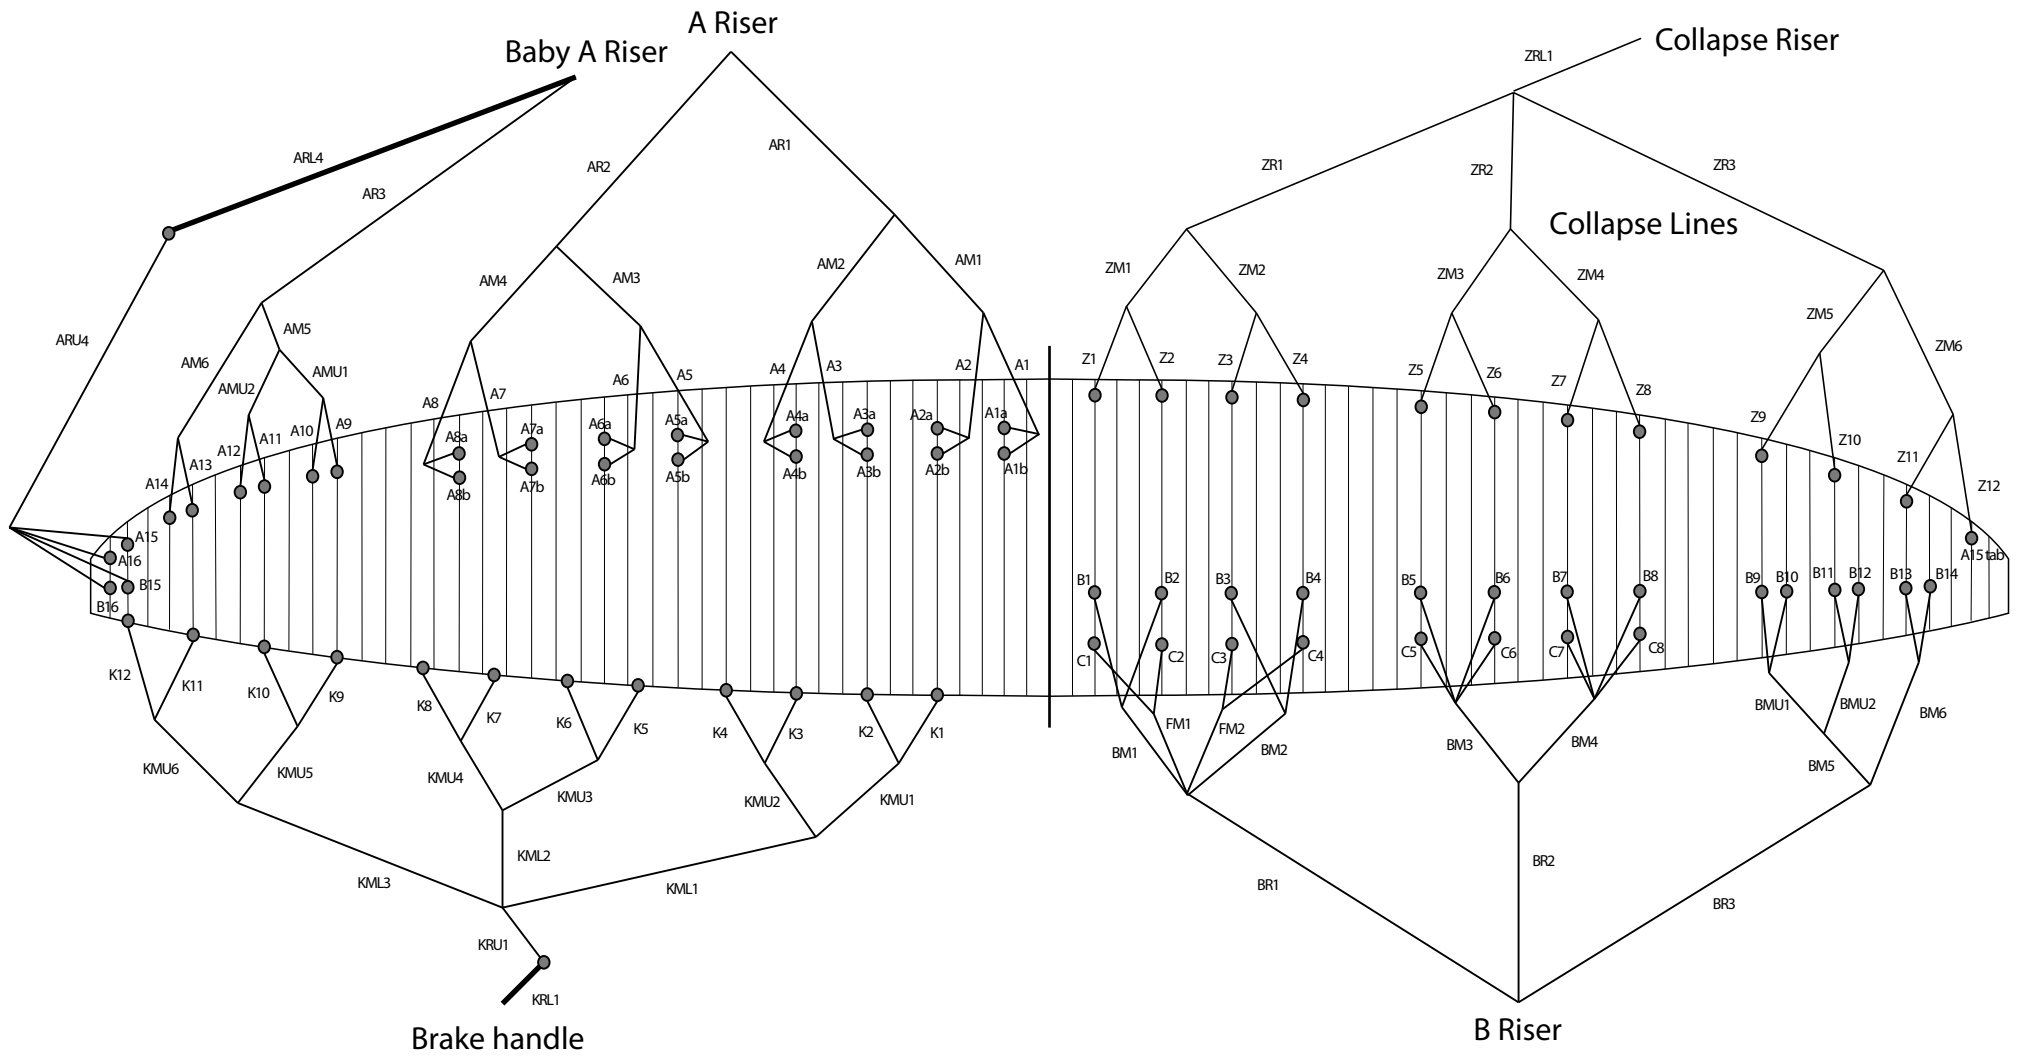 A Riser
Baby A Riser
Collapse Riser
ZRL1
AR1
ARL4
AR2
ZR1
ZR2
ZR3
AR3
Collapse Lines
AM2
AM1
ZM1
ZM2
ZM3
ZM4
AM4
AM3
ZM5
ARU4
AM5
AM6
AMU1
AMU2
ZM6
A8
A7
A6
A5
A4
A3
A2
A1
Z1
Z2
Z3
Z4
Z5
Z6
Z7
Z8
A14
A13
A12
A11
A10
A9
A8a
A7a
A6a
A5a
A4a
A3a
A2a
A1a
Z9
Z10
Z11
Z12
A8b
A7b
A6b
A5b
A4b
A3b
A2b
A1b
A15
A16
A15 tab
B15
B16
B1
B2
B3
B4
B5
B6
B7
B8
B9
B10
B11
B12
B13
B14
C1
C2
C3
C4
C5
C6
C7
C8
K12
K11
K10
K9
K8
K7
K6
K5
K4
K3
K2
K1
FM1
FM2
BM1
BM2
BM3
BM4
BMU1
BMU2
BM6
BM5
KMU6
KMU5
KMU4
KMU3
KMU2
KMU1
KML3
KML2
KML1
BR1
BR2
BR3
KRU1
KRL1
Brake handle
B Riser